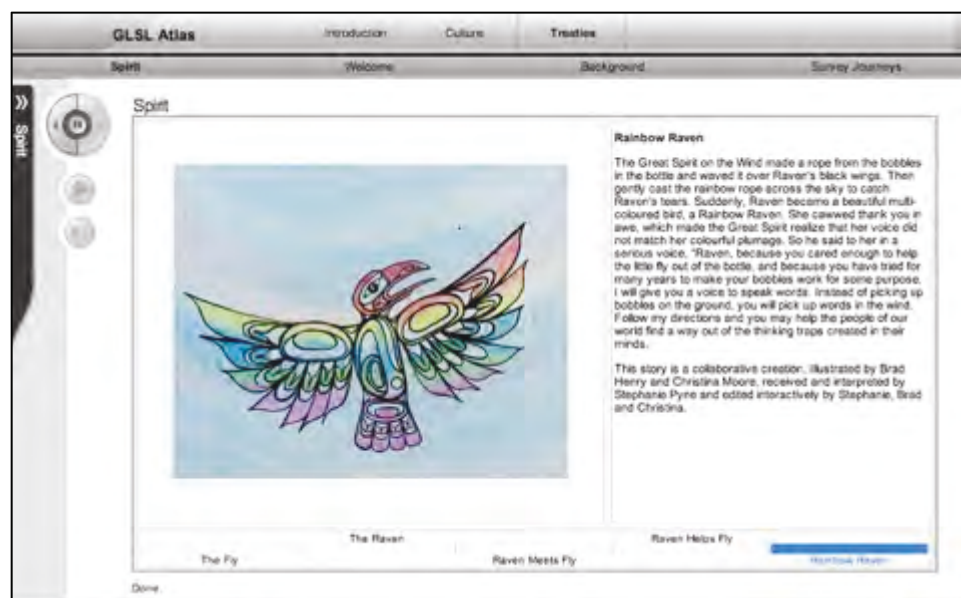 GLSL Atlas Introduction Culture Treaties
Spirit Welcome Background Survey Journeys
Spirit
Spirit
Rainbow Raven
The Great Spirit on the Wind made a rope from the bobbles
in the bottle and waved it over Raven's black wings. Then
gently cast the rainbow rope across the sky to catch
Raven's tears. Suddenly, Raven became a beautiful multi-
coloured bird, a Rainbow Raven. She cawwed thank you in
awe, which made the Great Spirit realize that her voice did
not match her colourful plumage. So he said to her in a
serious voice, "Raven, because you cared enough to help
the little fly out of the bottle, and because you have tried for
many years to make your bobbles work for some purpose,
I will give you a voice to speak words. Instead of picking up
bobbles on the ground, you will pick up words in the wind.
Follow my directions and you may help the people of our
world find a way out of the thinking traps created in their
minds.
This story is a collaborative creation. Illustrated by Brad
Henry and Christina Moore, received and interpreted by
Stephanie Pyne and edited interactively by Stephanie, Brad
and Christina.
The Raven Raven Helps Fly
The Fly Raven Meets Fly Rainbow Raven
Done